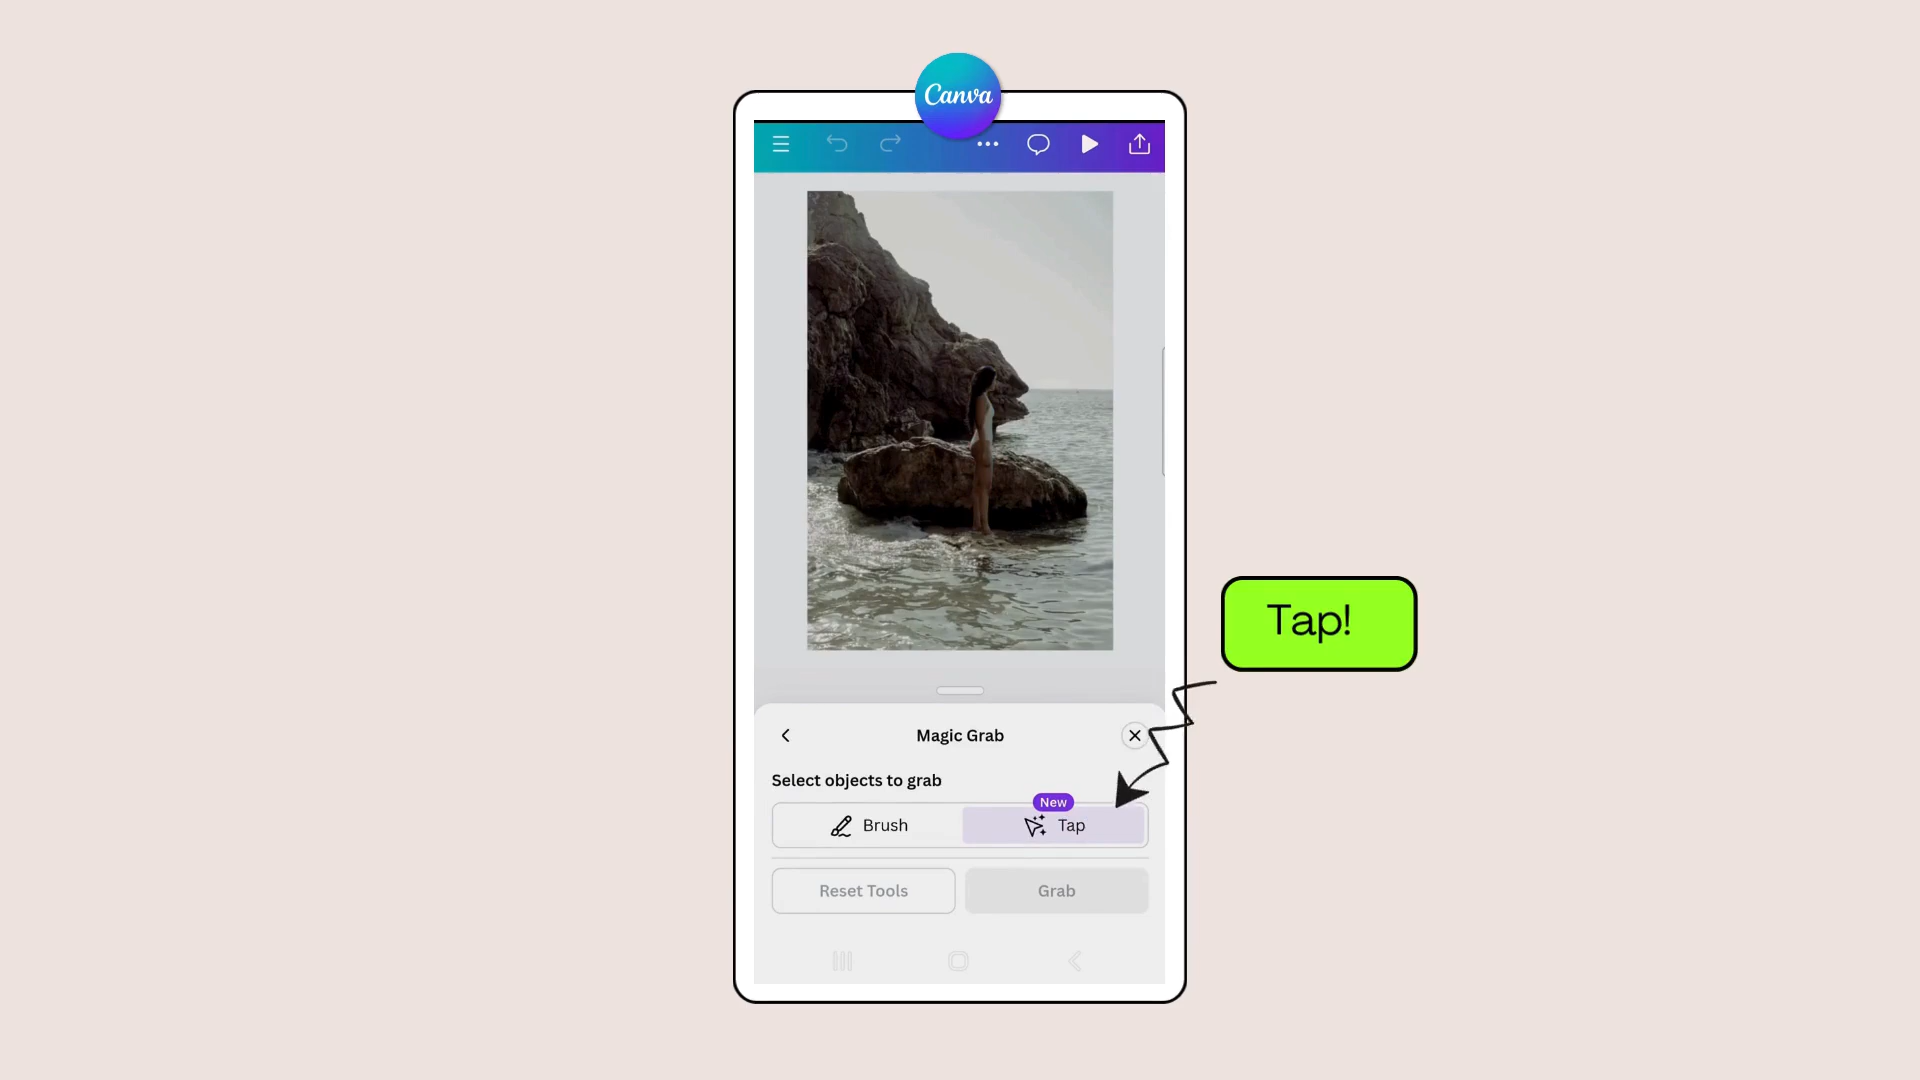 Canva
Tap!
Magic Grab
Select objects to grab
New
Brush
Tap
Reset Tools
Grab